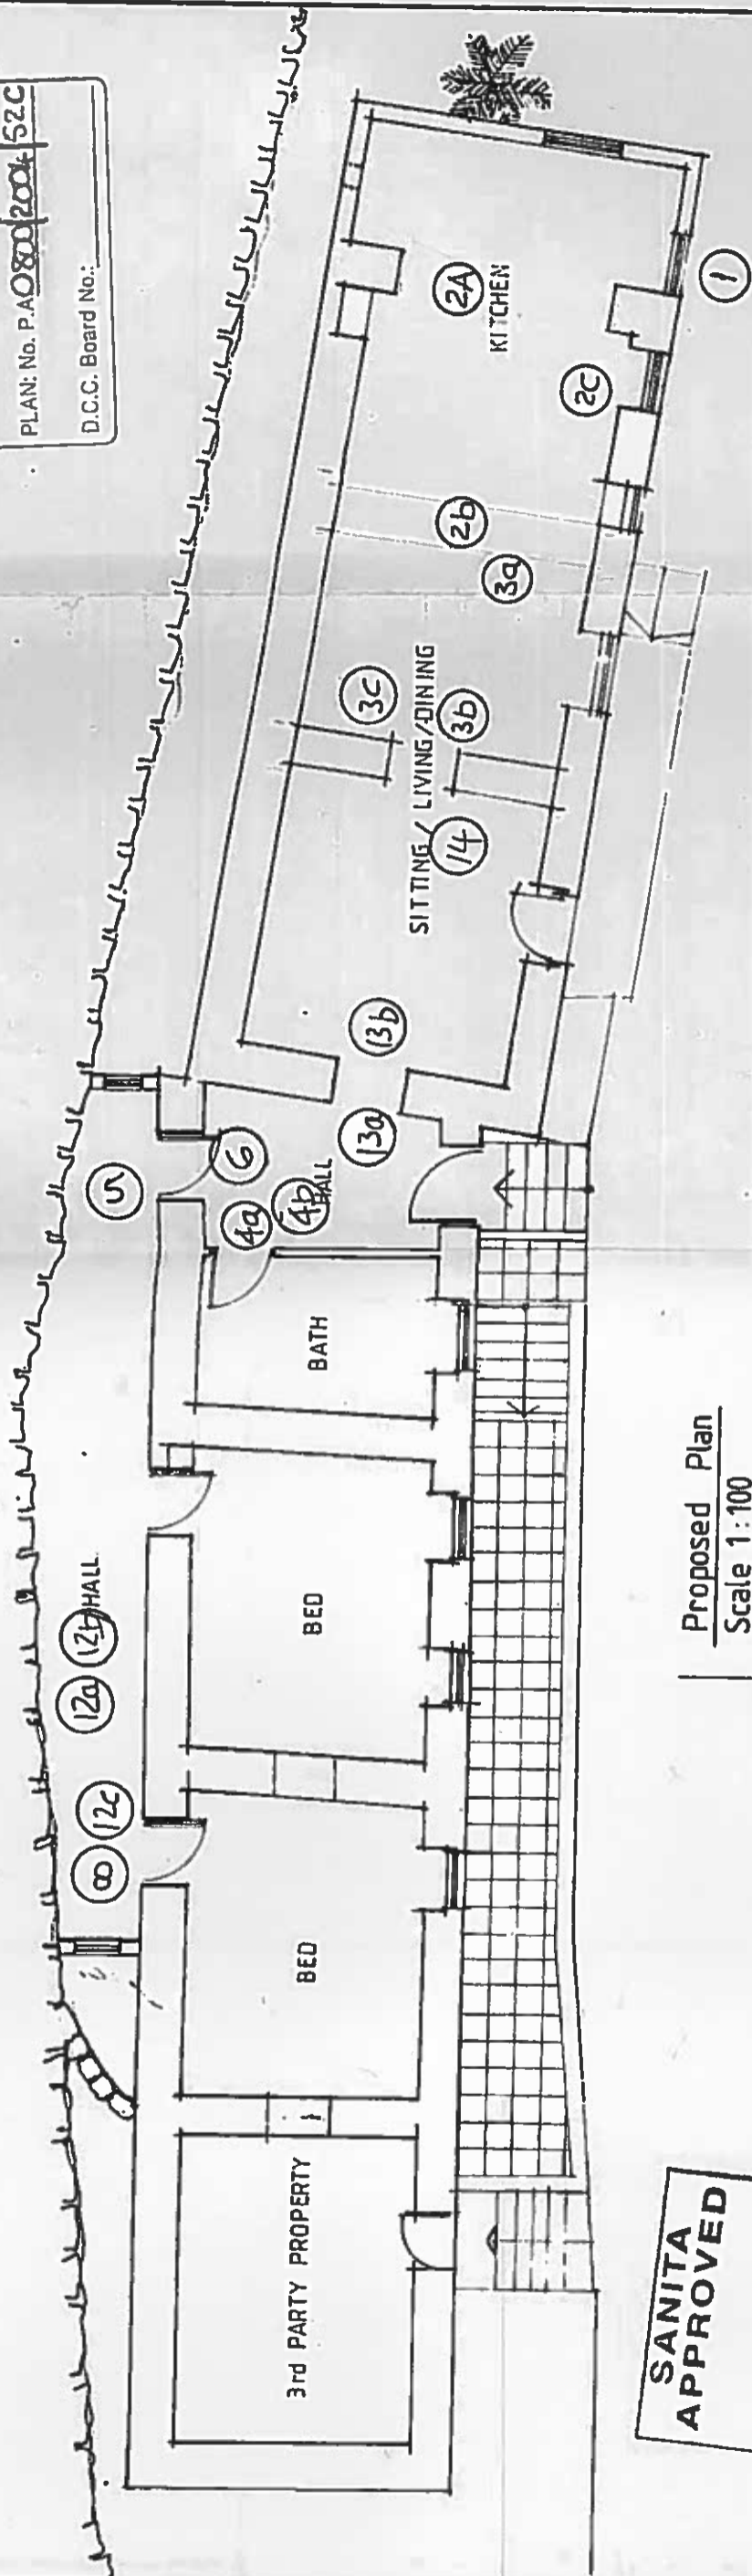 PLAN: No. P.A 0800/2004/52C
D.C.C. Board No.:
2A
KITCHEN
1
2C
2b
3a
3C
SITTING / LIVING/DINING
3b
14
13b
13a
5
6
4a
4b
HALL
BATH
12a
12b
HALL
BED
8
12c
BED
3rd PARTY PROPERTY
Proposed Plan
Scale 1:100
SANITA
APPROVED